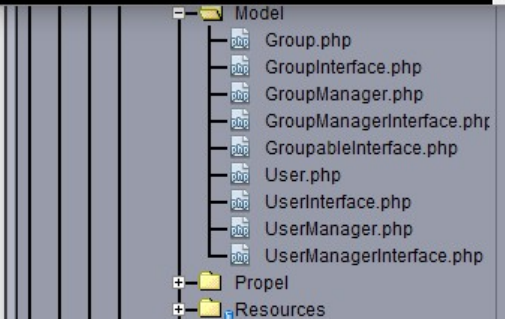 Model
Group.php
GroupInterface.php
GroupManager.php
GroupManagerInterface.php
GroupableInterface.php
User.php
UserInterface.php
UserManager.php
UserManagerInterface.php
Propel
Resources